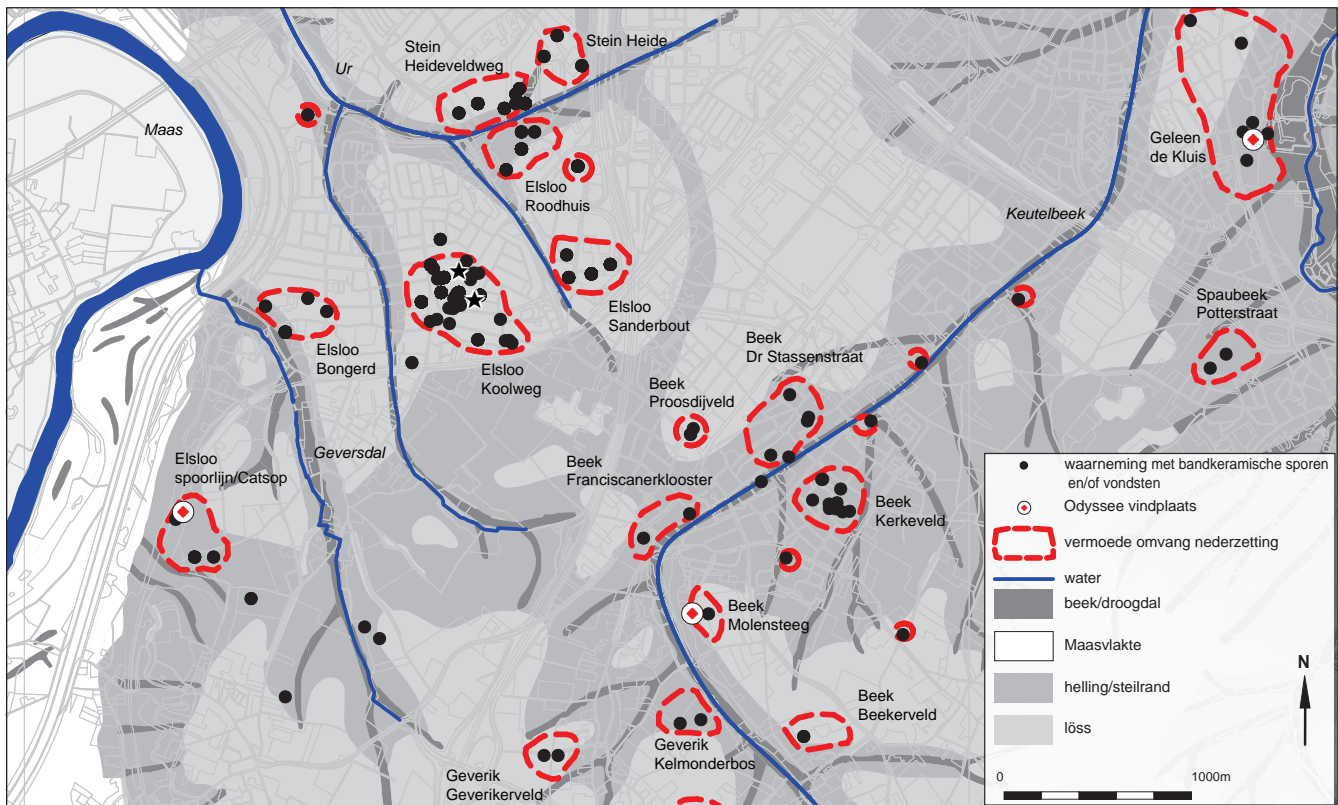 Stein
Heideveldweg
Stein Heide
Ur
Maas
Geleen
de Kluis
Elsloo
Roodhuis
Keutelbeek
Elsloo
Sanderbout
Spaubeek
Potterstraat
Elsloo
Bongerd
Elsloo
Koolweg
Beek
Dr Stassenstraat
Beek
Proosdijveld
Geversdal
Elsloo
spoorlijn/Catsop
Beek
Franciscanerklooster
Beek
Kerkeveld
Beek
Molensteeg
Beek
Beekerveld
Geverik
Kelmonderbos
Geverik
Geverikerveld
waarneming met bandkeramische sporen
en/of vondsten
Odyssee vindplaats
vermoede omvang nederzetting
water
beek/droogdal
Maasvlakte
helling/steilrand
löss
N
0 1000m